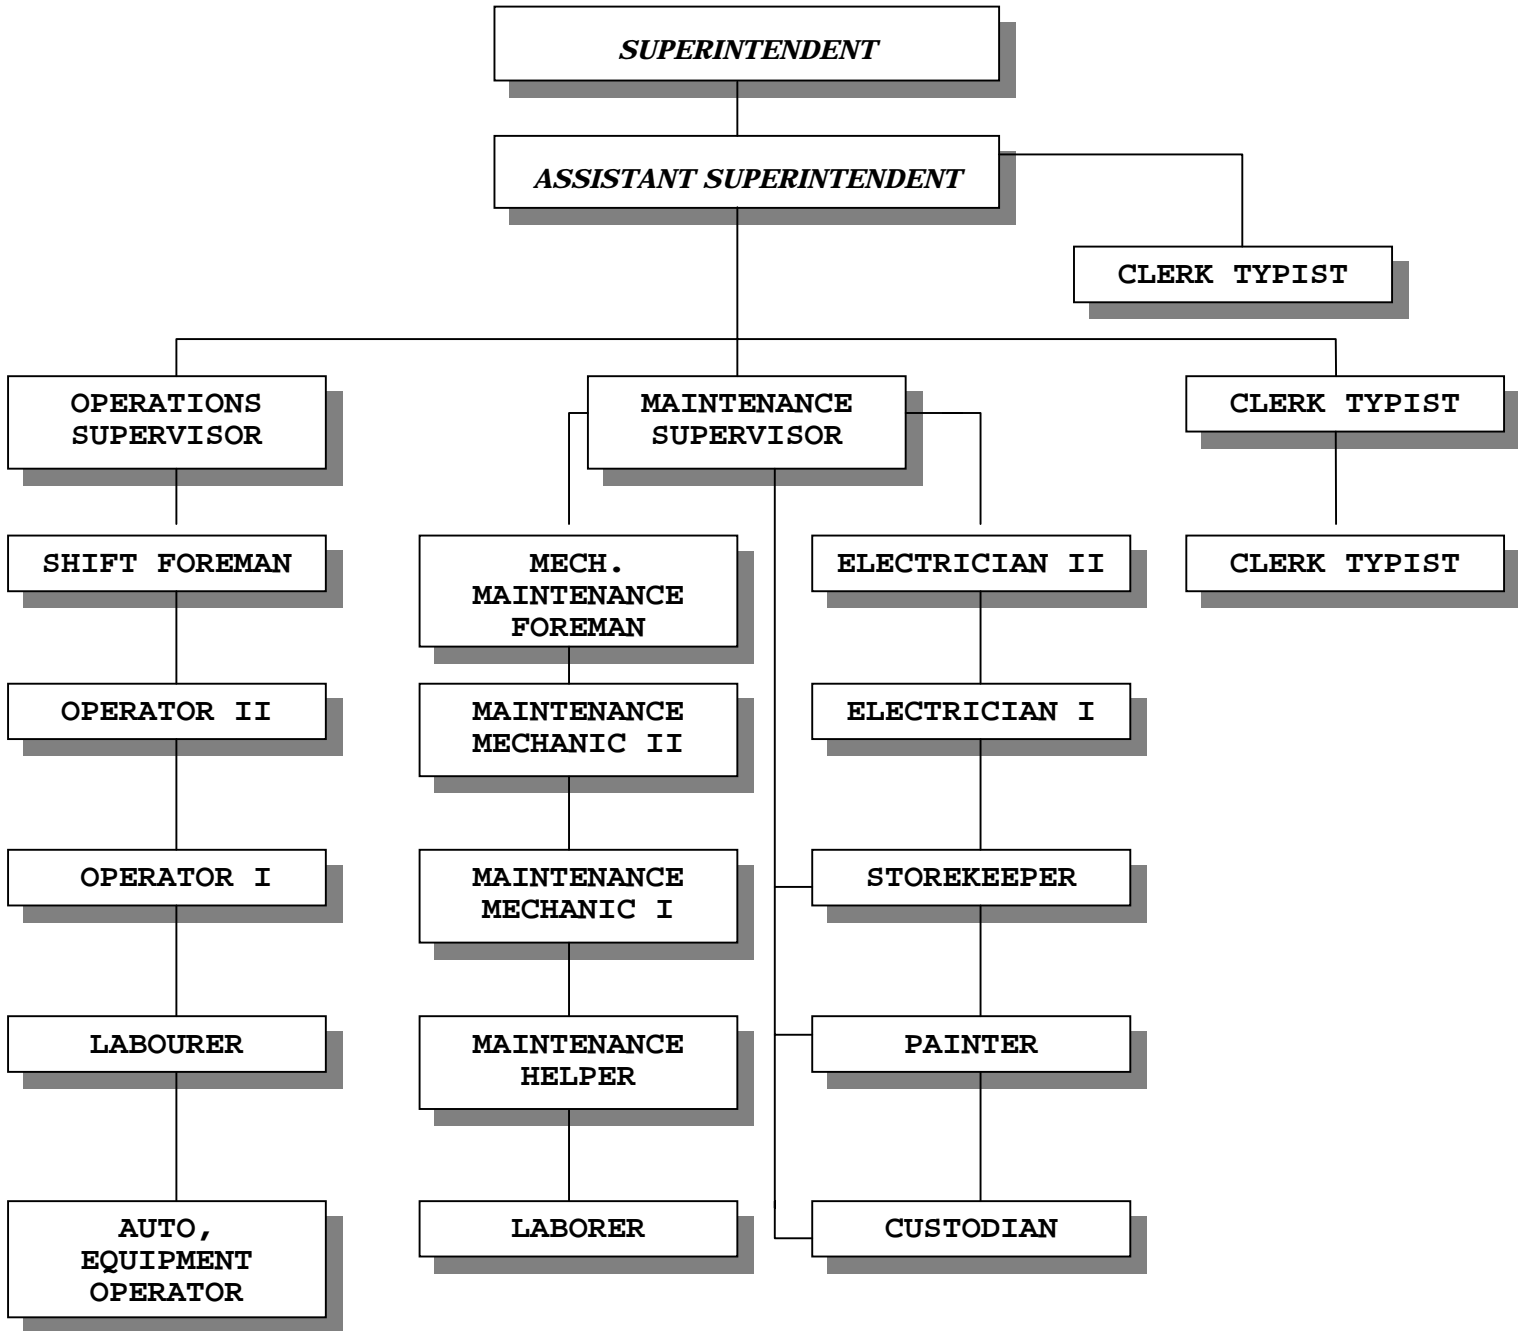 SUPERINTENDENT
ASSISTANT SUPERINTENDENT
CLERK TYPIST
OPERATIONS
SUPERVISOR
MAINTENANCE
SUPERVISOR
CLERK TYPIST
SHIFT FOREMAN
MECH.
MAINTENANCE
FOREMAN
ELECTRICIAN II
CLERK TYPIST
OPERATOR II
MAINTENANCE
MECHANIC II
ELECTRICIAN I
OPERATOR I
MAINTENANCE
MECHANIC I
STOREKEEPER
LABOURER
MAINTENANCE
HELPER
PAINTER
AUTO,
EQUIPMENT
OPERATOR
LABORER
CUSTODIAN